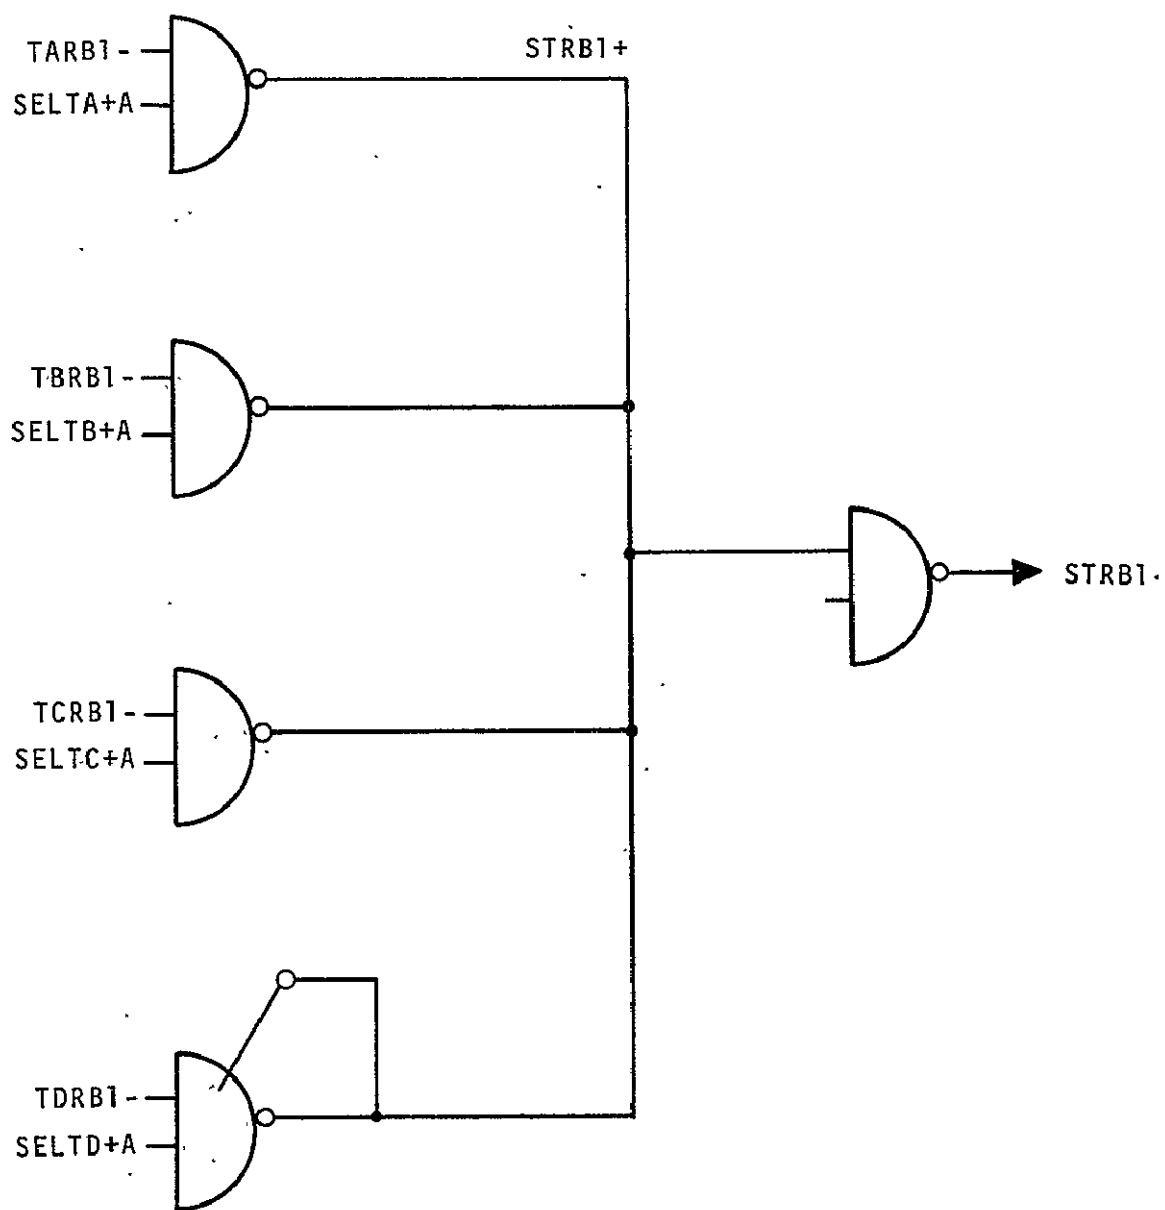 TARB1-
STRB1+
SELTA+A
TBRB1-
SELTB+A
STRB1-
TCRB1-
SELTC+A
TDRB1-
SELTD+A